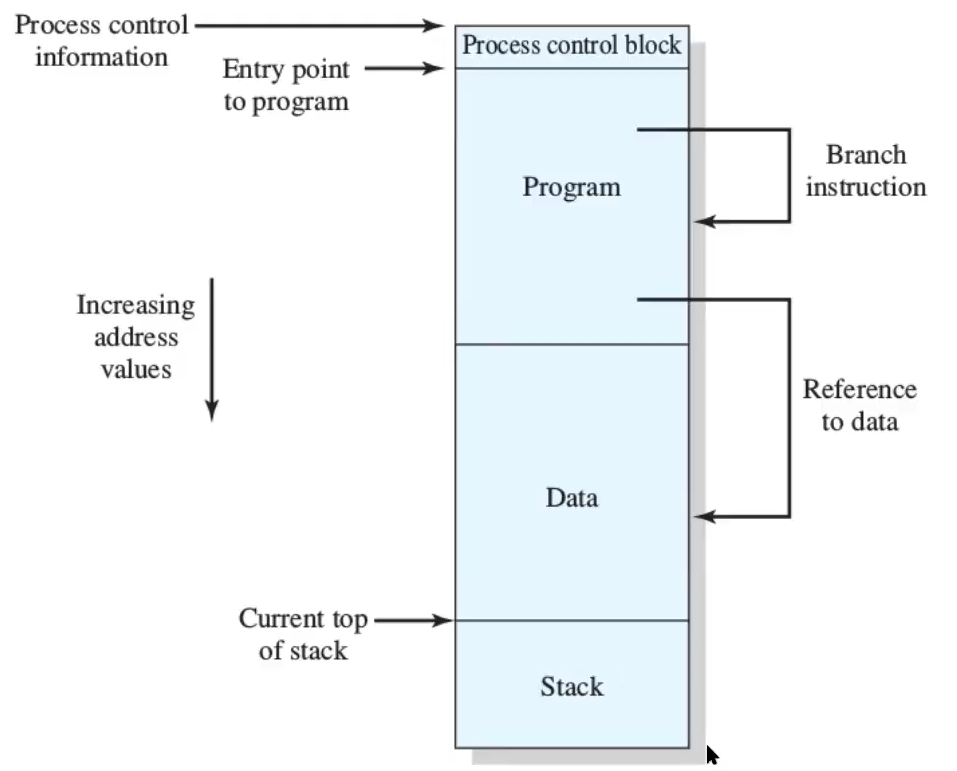 Process control
information
Process control block
Entry point
to program
Branch
instruction
Program
Increasing
address
values
Reference
to data
Data
Current top
of stack
Stack